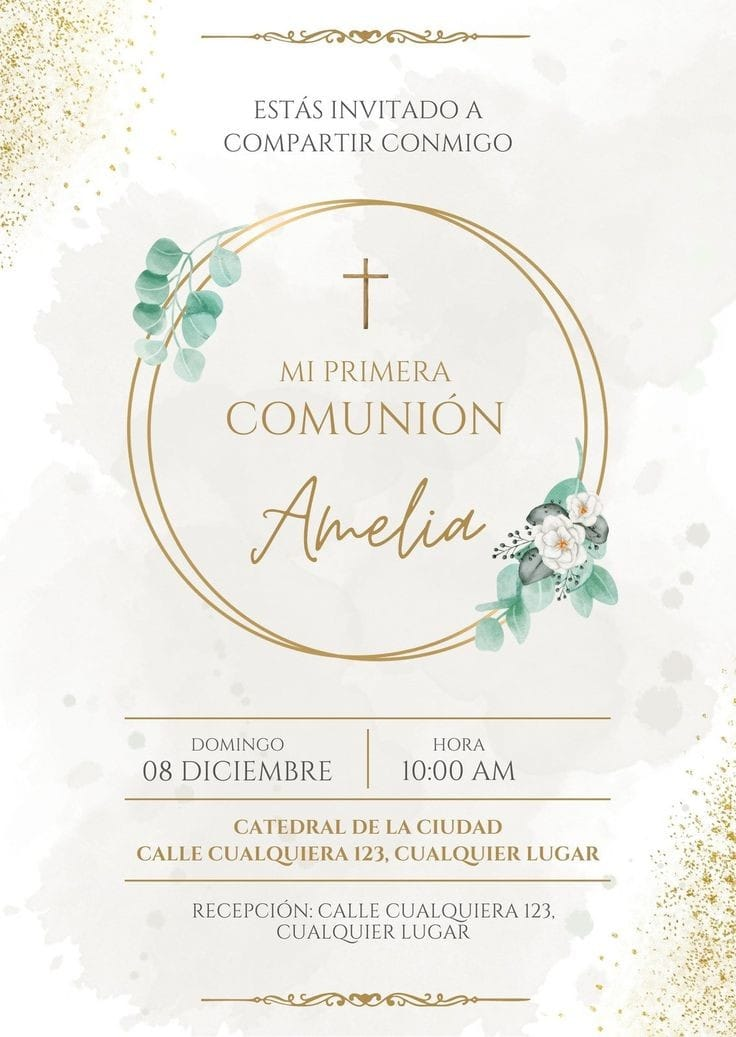 ESTÁS INVITADO A
COMPARTIR CONMIGO
MI PRIMERA
COMUNIÓN
Amelia
DOMINGO
08 DICIEMBRE
HORA
10:00 AM
CATEDRAL DE LA CIUDAD
CALLE CUALQUIERA 123, CUALQUIER LUGAR
RECEPCIÓN: CALLE CUALQUIERA 123,
CUALQUIER LUGAR